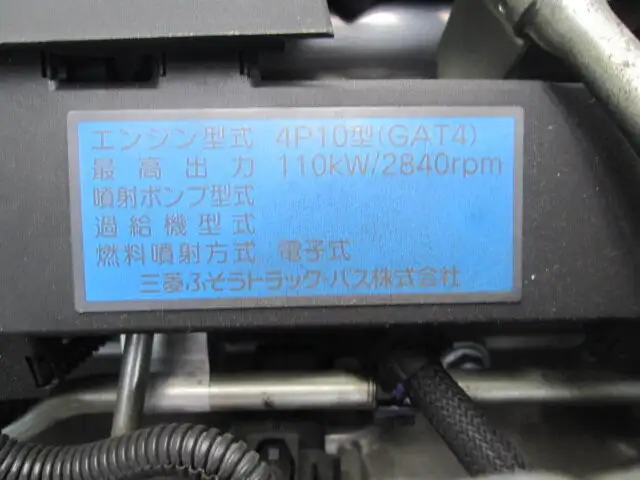 エンジン型式 4P10型(GAT4)
最高出力 110kW/2840rpm
噴射ポンプ型式
過給機型式
燃料噴射方式 電子式
三菱ふそうトラック・バス株式会社